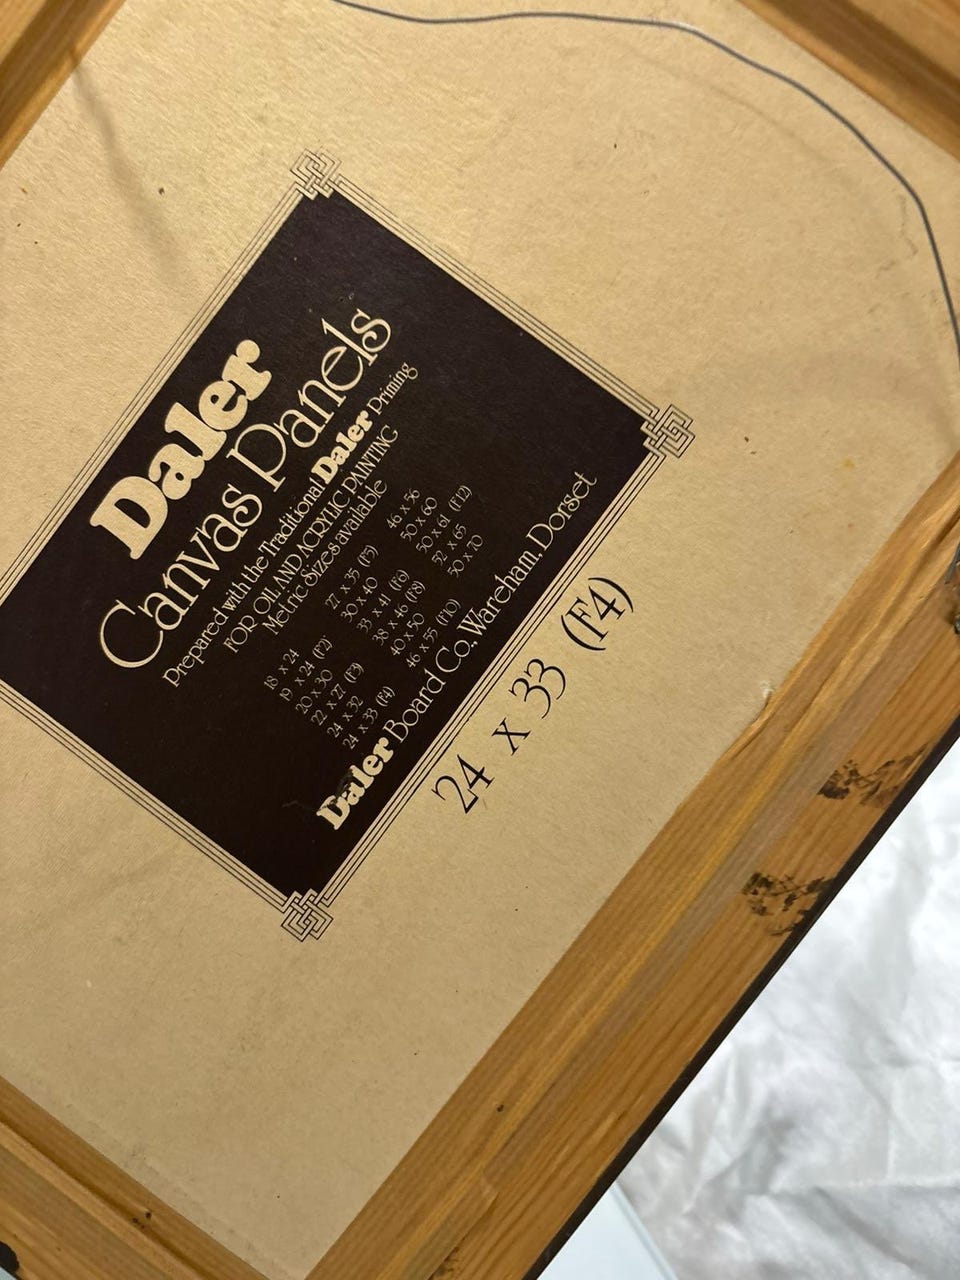 Daler
Canvas Panels
Prepared with the Traditional Daler Priming
FOR OIL AND ACRYLIC PAINTING
Metric Sizes available
18 x 24
19 x 24 (F2)
20 x 30
22 x 27 (F3)
24 x 32
24 x 33 (F4)
27 x 35 (F5)
30 x 40
33 x 41 (F6)
38 x 46 (F8)
40 x 50
46 x 55 (F10)
46 x 56
50 x 60
50 x 61 (F12)
52 x 65
50 x 70
Daler Board Co., Wareham, Dorset
24 x 33 (F4)